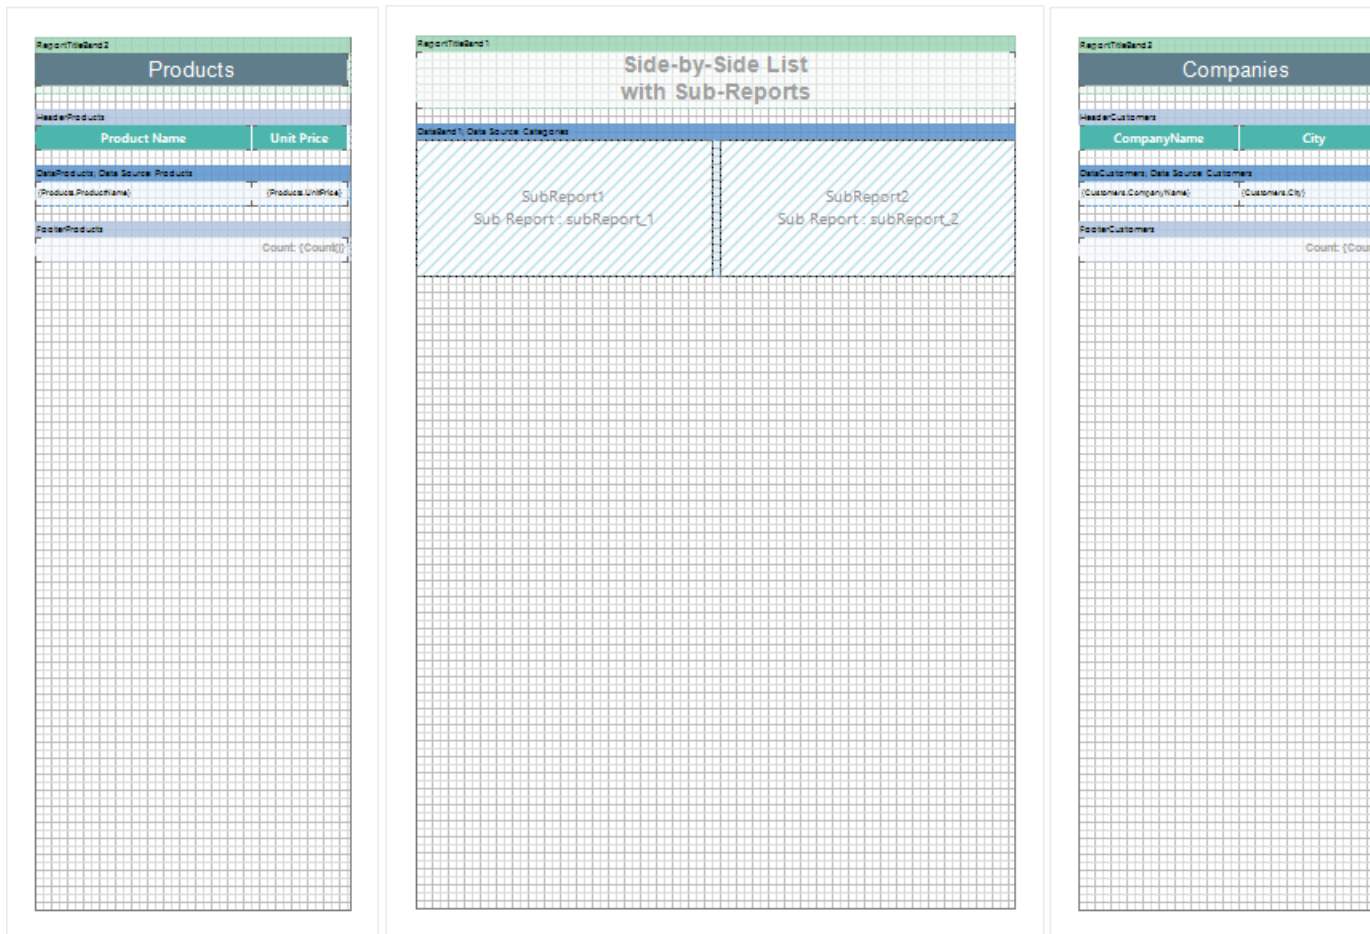 ReportTitleBand2
Products
HeaderProducts
Product Name Unit Price
DataProducts; Data Source: Products
{Products.ProductName} {Products.UnitPrice}
FooterProducts
Count: {Count()}
ReportTitleBand1
Side-by-Side List
with Sub-Reports
DataBand1; Data Source: Categories
SubReport1 SubReport2
Sub Report : subReport_1 Sub Report : subReport_2
ReportTitleBand3
Companies
HeaderCustomers
CompanyName City
DataCustomers; Data Source: Customers
{Customers.CompanyName} {Customers.City}
FooterCustomers
Count: {Cou